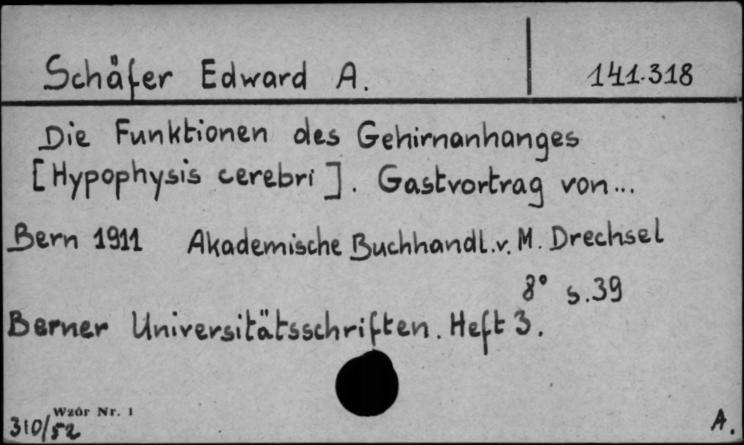 Schäfer Edward A.
141.318
Die Funktionen des Gehirnanhanges
[Hypophysis cerebri]. Gastvortrag von...
Bern 1911 Akademische Buchhandl.v. M. Drechsel
8° s.39
Berner Universitätsschriften. Heft 3.
Wzór Nr. 1
310/52
A.